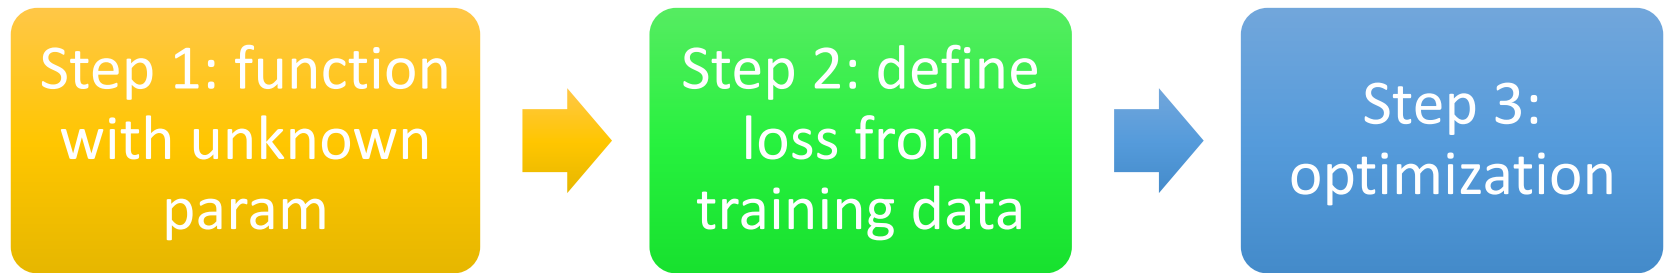 Step 1: function
with unknown
param
Step 2: define
loss from
training data
Step 3:
optimization